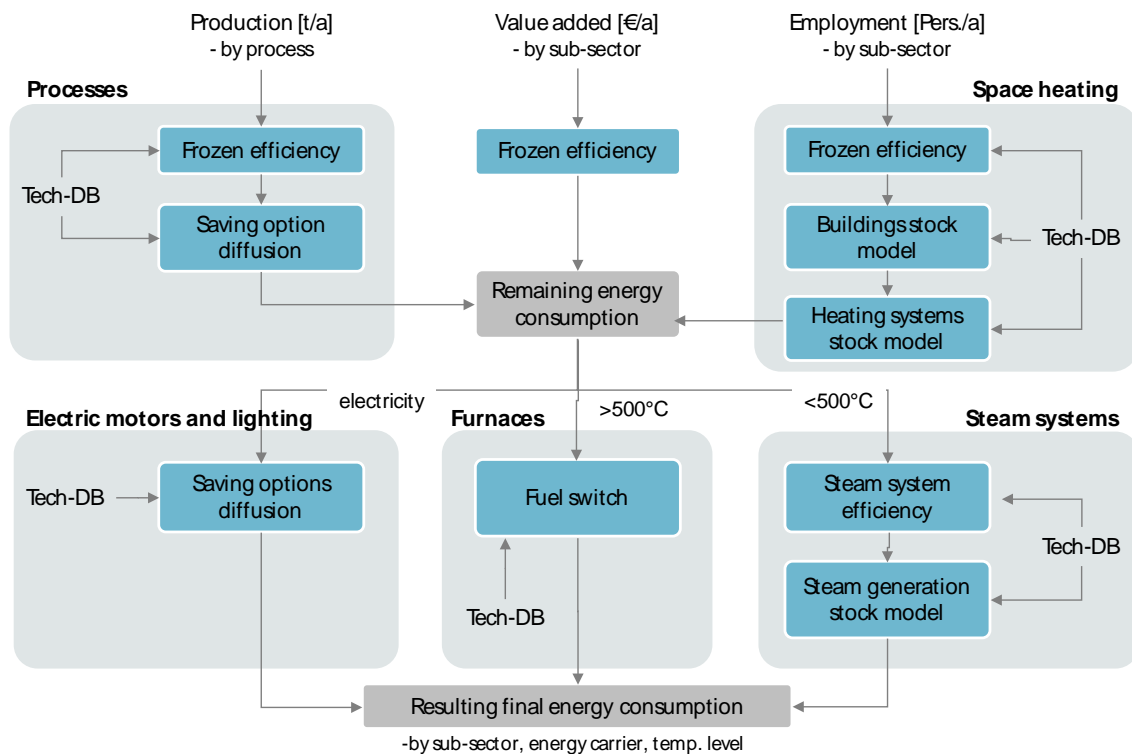 Production [t/a]
- by process
Value added [€/a]
- by sub-sector
Employment [Pers./a]
- by sub-sector
Processes
Space heating
Frozen efficiency
Frozen efficiency
Frozen efficiency
Tech-DB
Saving option
diffusion
Buildings stock
model
Tech-DB
Remaining energy
consumption
Heating systems
stock model
electricity
>500°C
<500°C
Electric motors and lighting
Furnaces
Steam systems
Tech-DB
Saving options
diffusion
Fuel switch
Steam system
efficiency
Tech-DB
Steam generation
stock model
Tech-DB
Resulting final energy consumption
-by sub-sector, energy carrier, temp. level